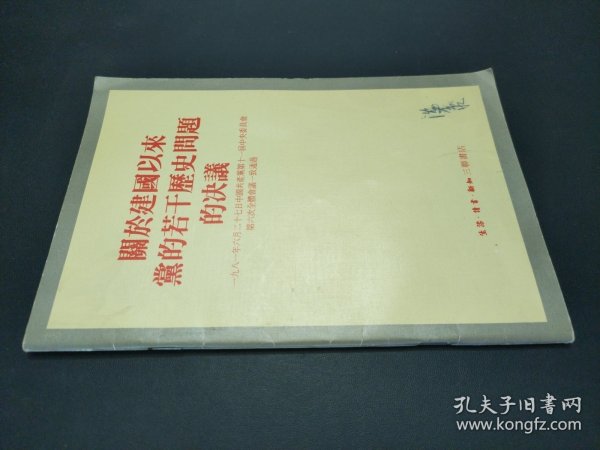 關於建國以來
黨的若干歷史問題
的决議
一九八一年六月二十七日中國共產黨第十一屆中央委員會
第六次全體會議一致通過
生活·讀書·新知三聯書店
孔夫子旧书网
www.kongfz.com